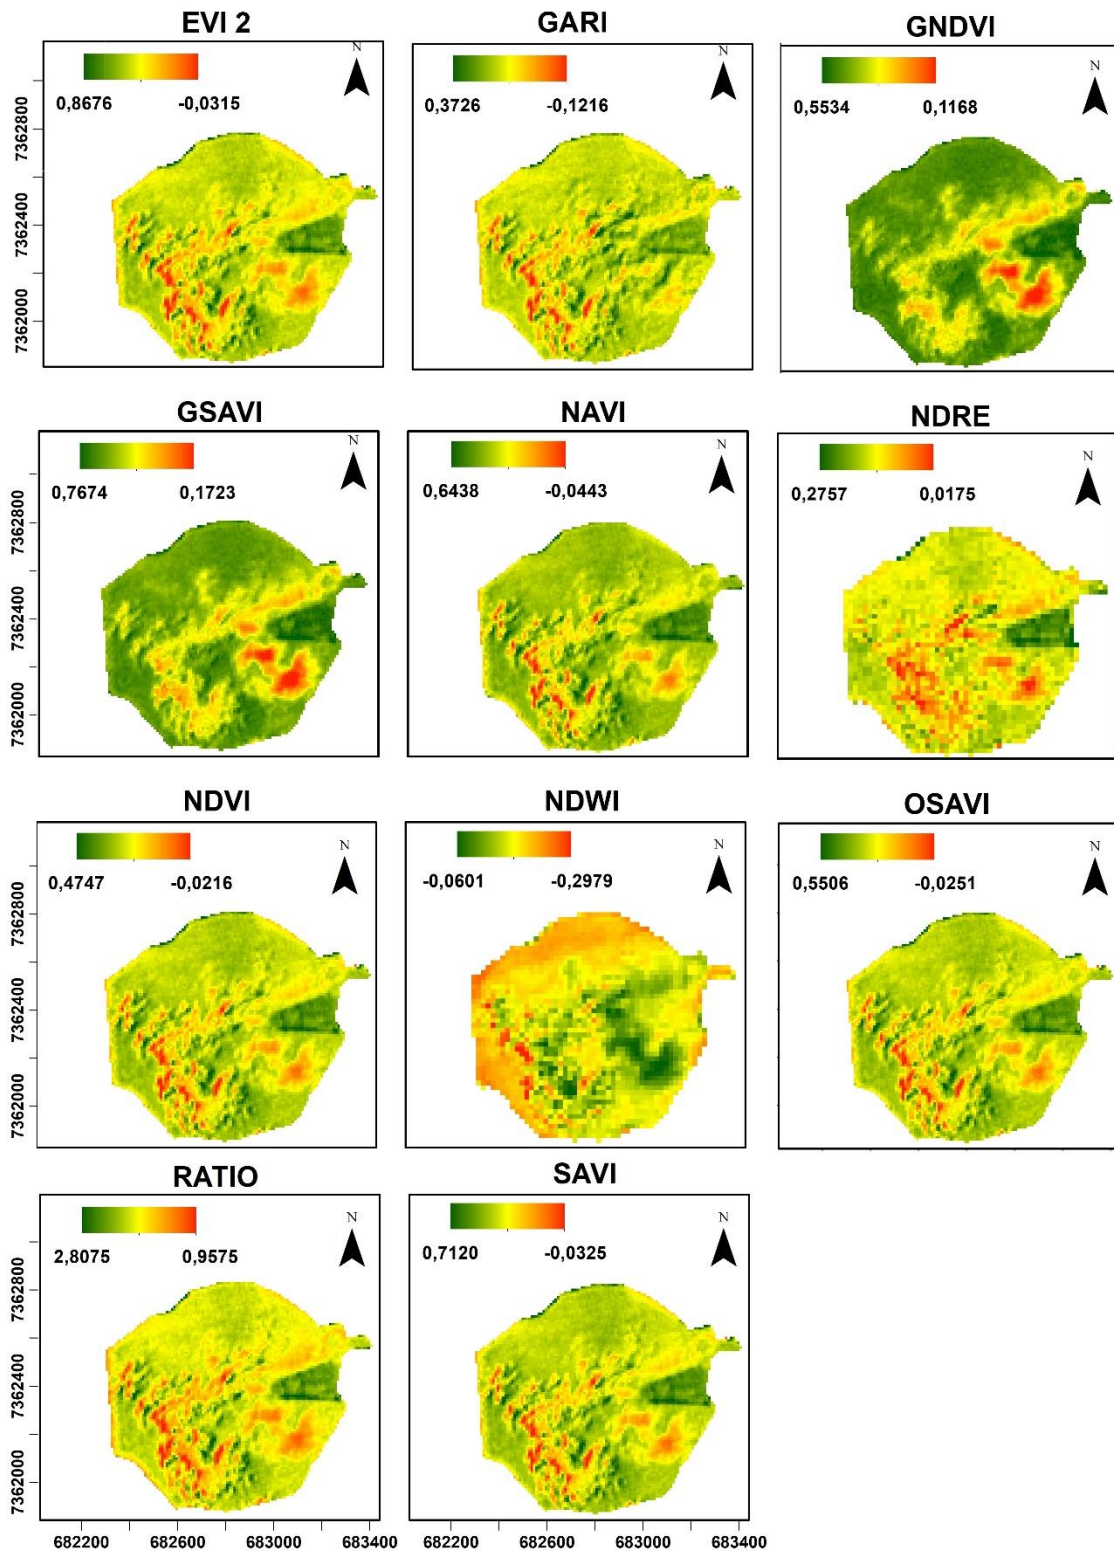 EVI 2 GARI GNDVI
N N N
0,8676 -0,0315 0,3726 -0,1216 0,5534 0,1168
7362800
7362400
7362000
GSAVI NAVI NDRE
N N N
0,7674 0,1723 0,6438 -0,0443 0,2757 0,0175
7362800
7362400
7362000
NDVI NDWI OSAVI
N N N
0,4747 -0,0216 -0,0601 -0,2979 0,5506 -0,0251
7362800
7362400
7362000
RATIO SAVI
N N
2,8075 0,9575 0,7120 -0,0325
7362800
7362400
7362000
682200 682600 683000 683400 682200 682600 683000 683400